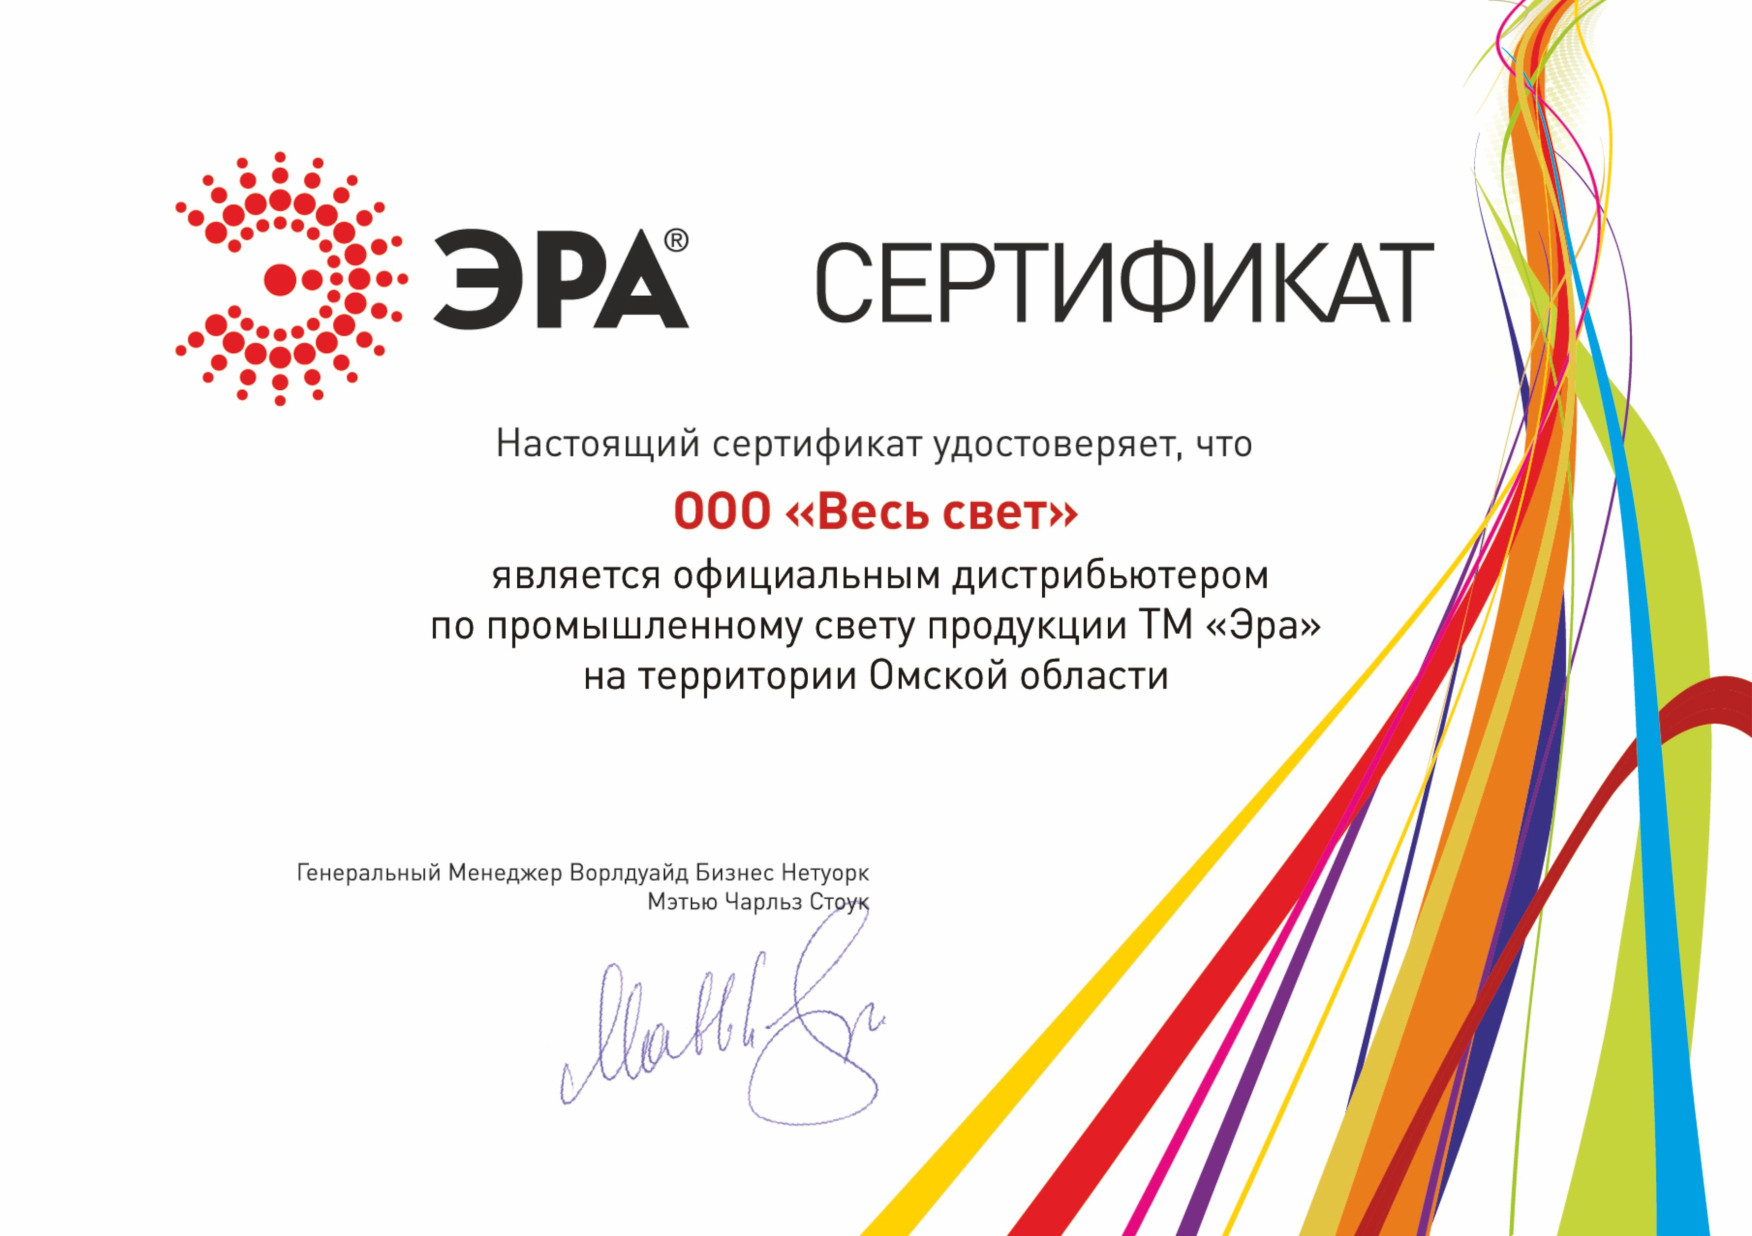 ЭРА®
СЕРТИФИКАТ
Настоящий сертификат удостоверяет, что
ООО «Весь свет»
является официальным дистрибьютером
по промышленному свету продукции ТМ «Эра»
на территории Омской области
Генеральный Менеджер Ворлдуайд Бизнес Нетуорк
Мэтью Чарльз Стоук